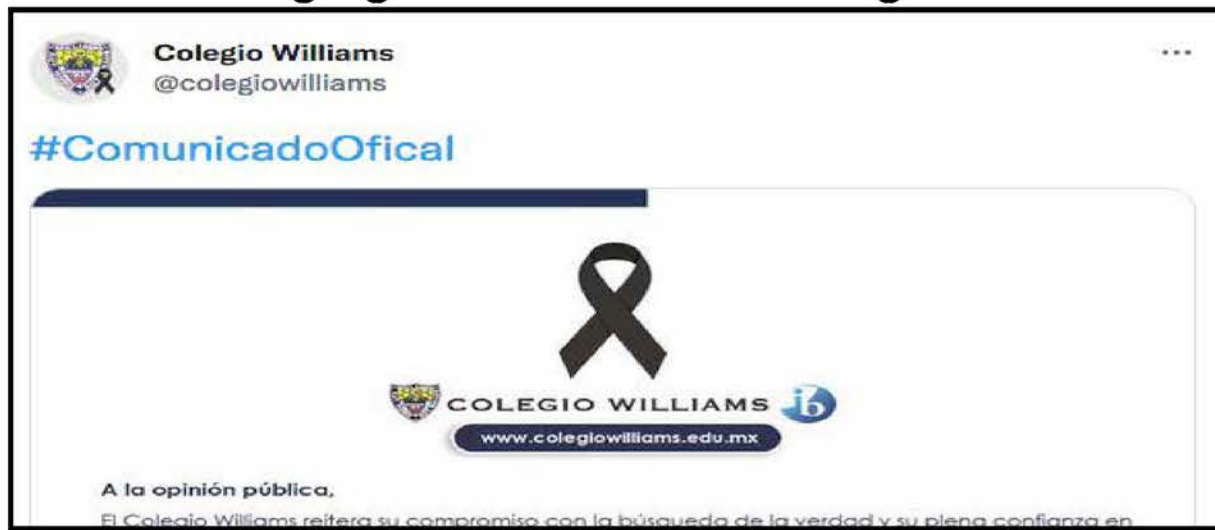 Colegio Williams
@colegiowilliams
#ComunicadoOfical
COLEGIO WILLIAMS ib
www.colegiowilliams.edu.mx
A la opinión pública,
El Colegio Williams reitera su compromiso con la búsqueda de la verdad y su plena confianza en